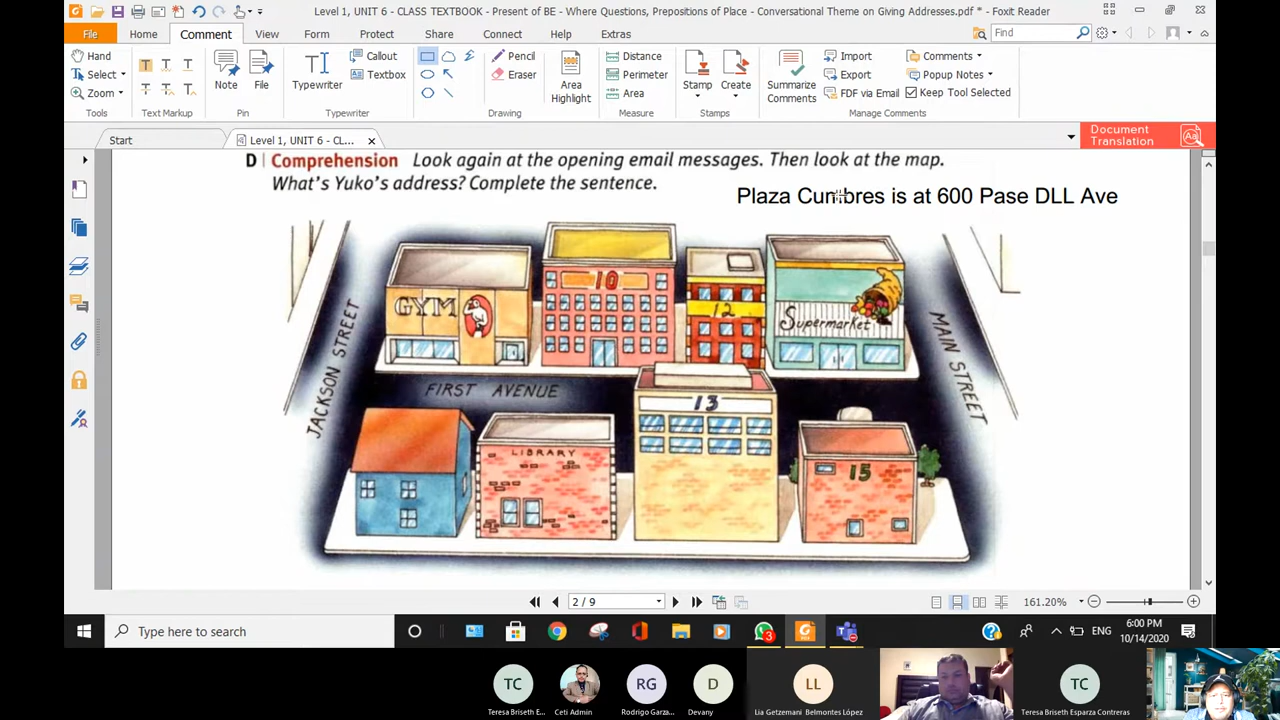 Level 1, UNIT 6 - CLASS TEXTBOOK - Present of BE - Where Questions, Prepositions of Place - Conversational Theme on Giving Addresses.pdf * - Foxit Reader
File Home Comment View Form Protect Share Connect Help Extras Find
Hand
Select
Zoom
Tools
Text Markup
Note
File
Pin
Typewriter
Callout
Textbox
Typewriter
Pencil
Eraser
Drawing
Area
Highlight
Distance
Perimeter
Area
Measure
Stamp
Create
Stamps
Summarize
Comments
Import
Export
FDF via Email
Comments
Popup Notes
Keep Tool Selected
Manage Comments
Start
Level 1, UNIT 6 - CL...
Document
Translation
D | Comprehension Look again at the opening email messages. Then look at the map.
What's Yuko's address? Complete the sentence.
Plaza Cumbres is at 600 Pase DLL Ave
GYM
10
12
Supermarket
JACKSON STREET
FIRST AVENUE
MAIN STREET
13
LIBRARY
15
2 / 9
161.20%
Type here to search
3
ENG
6:00 PM
10/14/2020
TC
RG
D
LL
TC
Teresa Briseth E...
Ceti Admin
Rodrigo Garza...
Devany
Lia Getzemani Belmontes López
Teresa Briseth Esparza Contreras